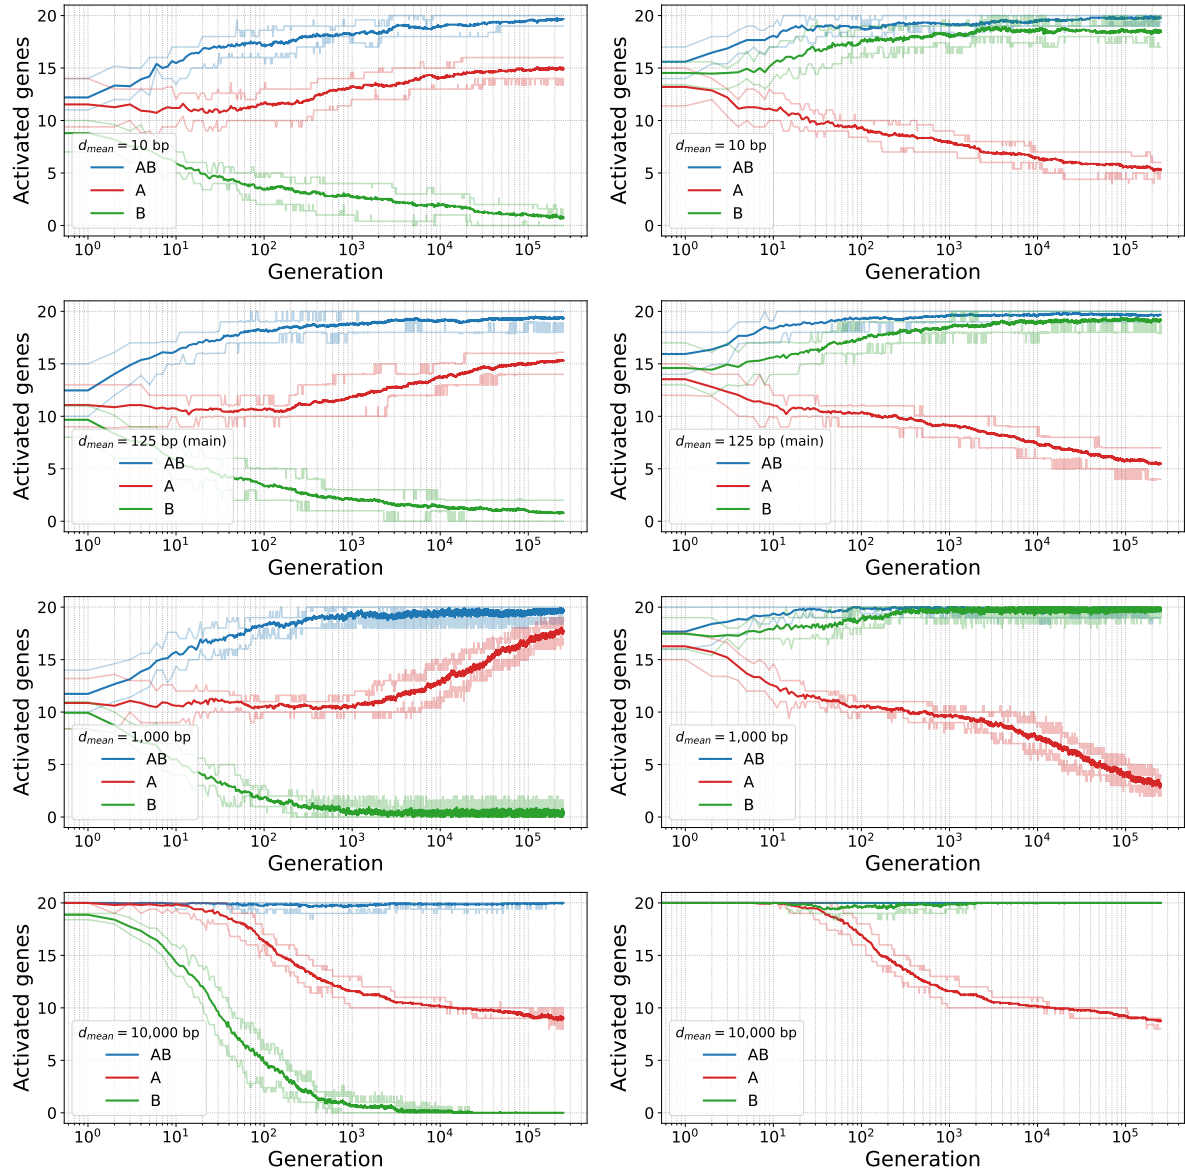 Activated genes
20
15
10
5
0
d_mean = 10 bp
AB
A
B
10^0 10^1 10^2 10^3 10^4 10^5
Generation
Activated genes
20
15
10
5
0
d_mean = 10 bp
AB
A
B
10^0 10^1 10^2 10^3 10^4 10^5
Generation
Activated genes
20
15
10
5
0
d_mean = 125 bp (main)
AB
A
B
10^0 10^1 10^2 10^3 10^4 10^5
Generation
Activated genes
20
15
10
5
0
d_mean = 125 bp (main)
AB
A
B
10^0 10^1 10^2 10^3 10^4 10^5
Generation
Activated genes
20
15
10
5
0
d_mean = 1,000 bp
AB
A
B
10^0 10^1 10^2 10^3 10^4 10^5
Generation
Activated genes
20
15
10
5
0
d_mean = 1,000 bp
AB
A
B
10^0 10^1 10^2 10^3 10^4 10^5
Generation
Activated genes
20
15
10
5
0
d_mean = 10,000 bp
AB
A
B
10^0 10^1 10^2 10^3 10^4 10^5
Generation
Activated genes
20
15
10
5
0
d_mean = 10,000 bp
AB
A
B
10^0 10^1 10^2 10^3 10^4 10^5
Generation